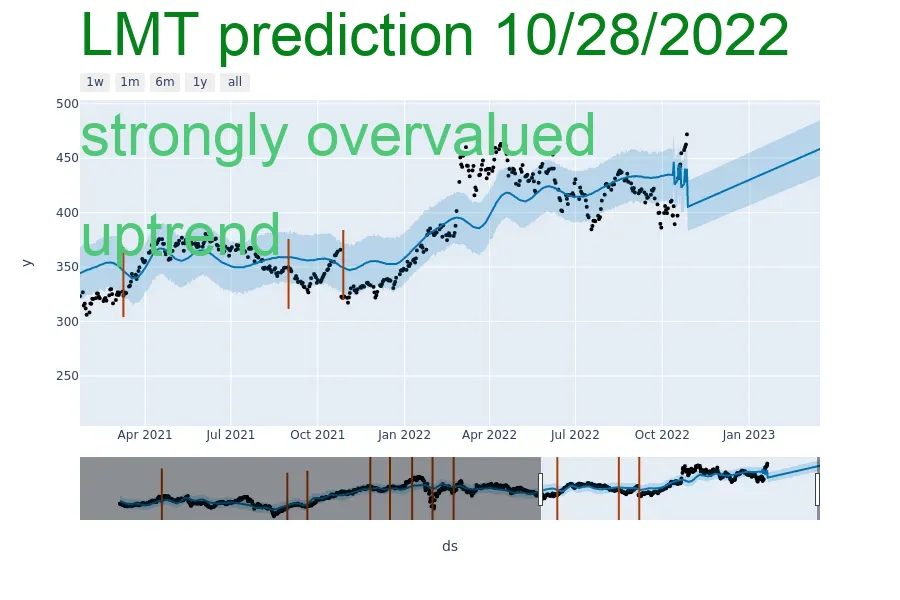 LMT prediction 10/28/2022
1w 1m 6m 1y all
500
strongly overvalued
450
400
uptrend
350
y
300
250
Apr 2021 Jul 2021 Oct 2021 Jan 2022 Apr 2022 Jul 2022 Oct 2022 Jan 2023
ds